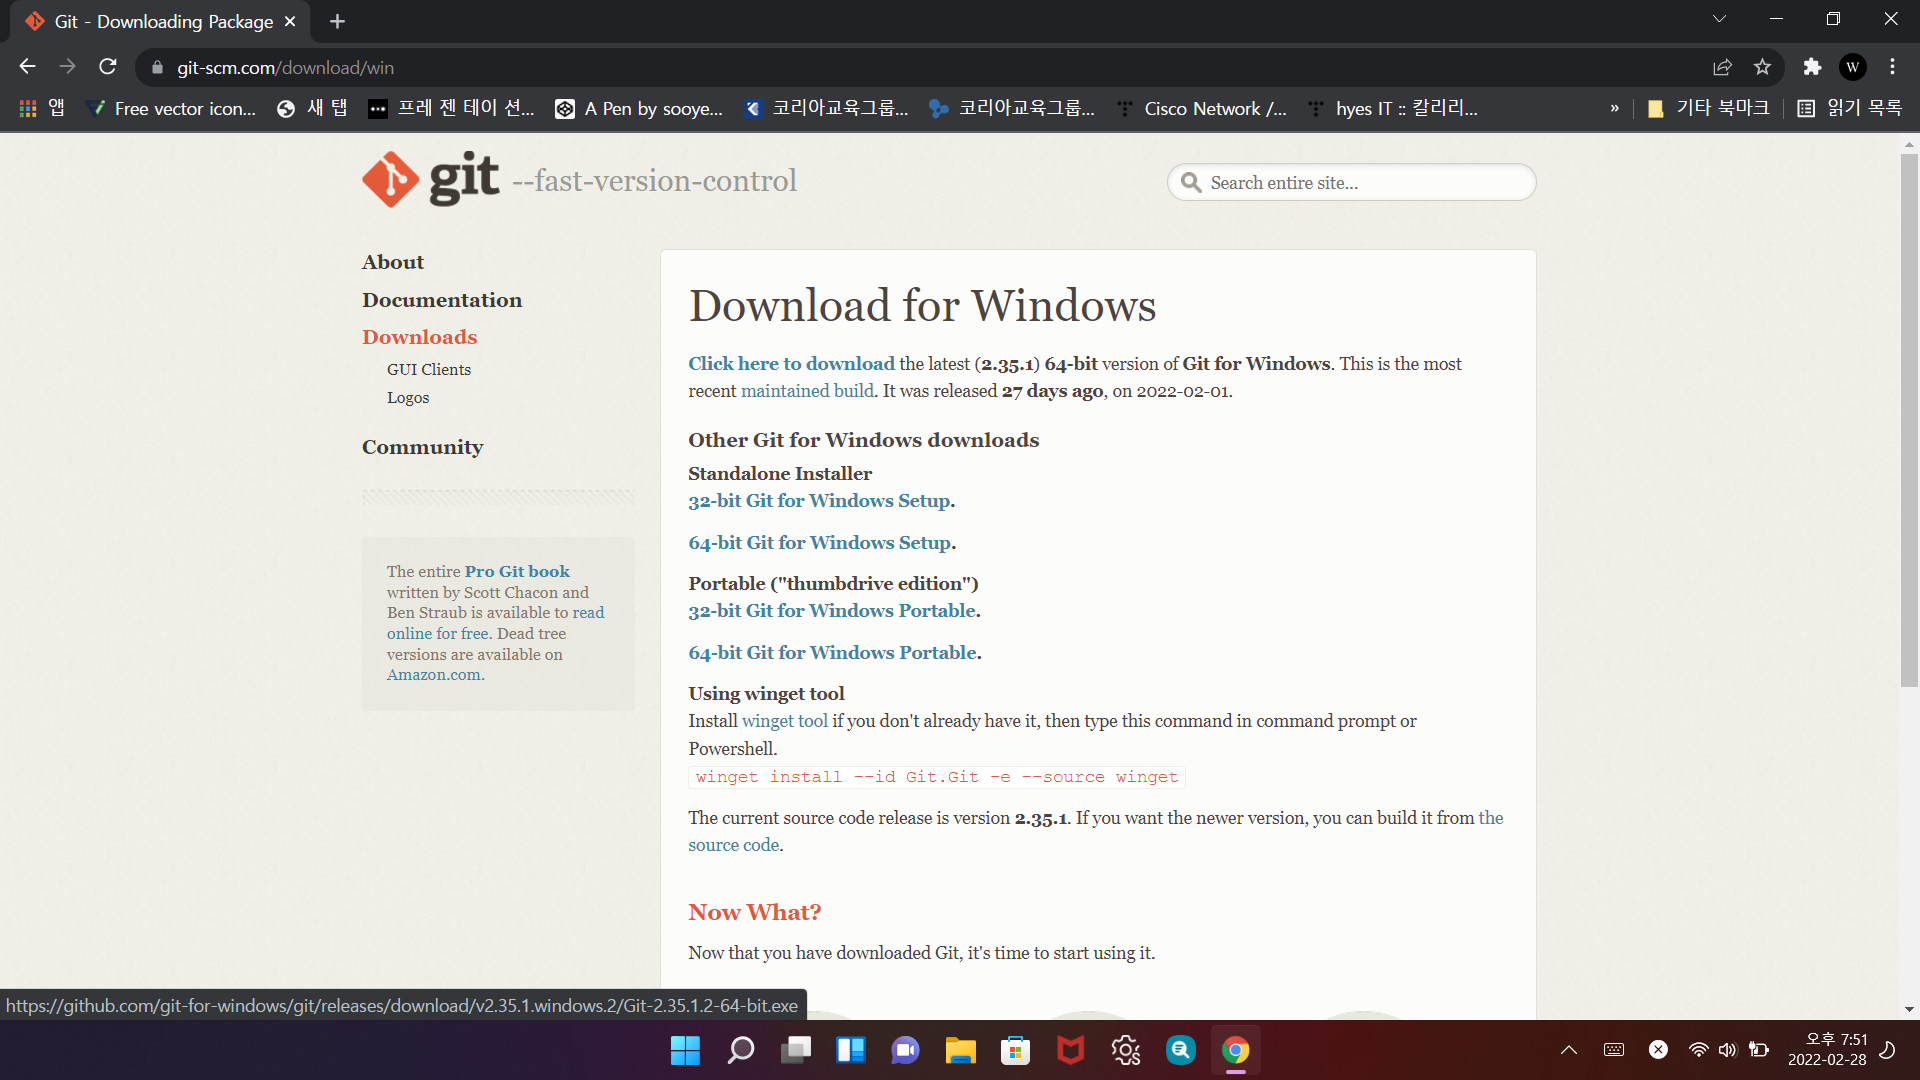 Git - Downloading Package
git-scm.com/download/win
앱
Free vector icon...
새 탭
프레 젠 테이 션...
A Pen by sooye...
코리아교육그룹...
코리아교육그룹...
Cisco Network /...
hyes IT :: 칼리리...
»
기타 북마크
읽기 목록
W
git --fast-version-control
Search entire site...
About
Documentation
Downloads
GUI Clients
Logos
Community
The entire Pro Git book
written by Scott Chacon and
Ben Straub is available to read
online for free. Dead tree
versions are available on
Amazon.com.
Download for Windows
Click here to download the latest (2.35.1) 64-bit version of Git for Windows. This is the most
recent maintained build. It was released 27 days ago, on 2022-02-01.
Other Git for Windows downloads
Standalone Installer
32-bit Git for Windows Setup.
64-bit Git for Windows Setup.
Portable ("thumbdrive edition")
32-bit Git for Windows Portable.
64-bit Git for Windows Portable.
Using winget tool
Install winget tool if you don't already have it, then type this command in command prompt or
Powershell.
winget install --id Git.Git -e --source winget
The current source code release is version 2.35.1. If you want the newer version, you can build it from the
source code.
Now What?
Now that you have downloaded Git, it's time to start using it.
https://github.com/git-for-windows/git/releases/download/v2.35.1.windows.2/Git-2.35.1.2-64-bit.exe
오후 7:51
2022-02-28